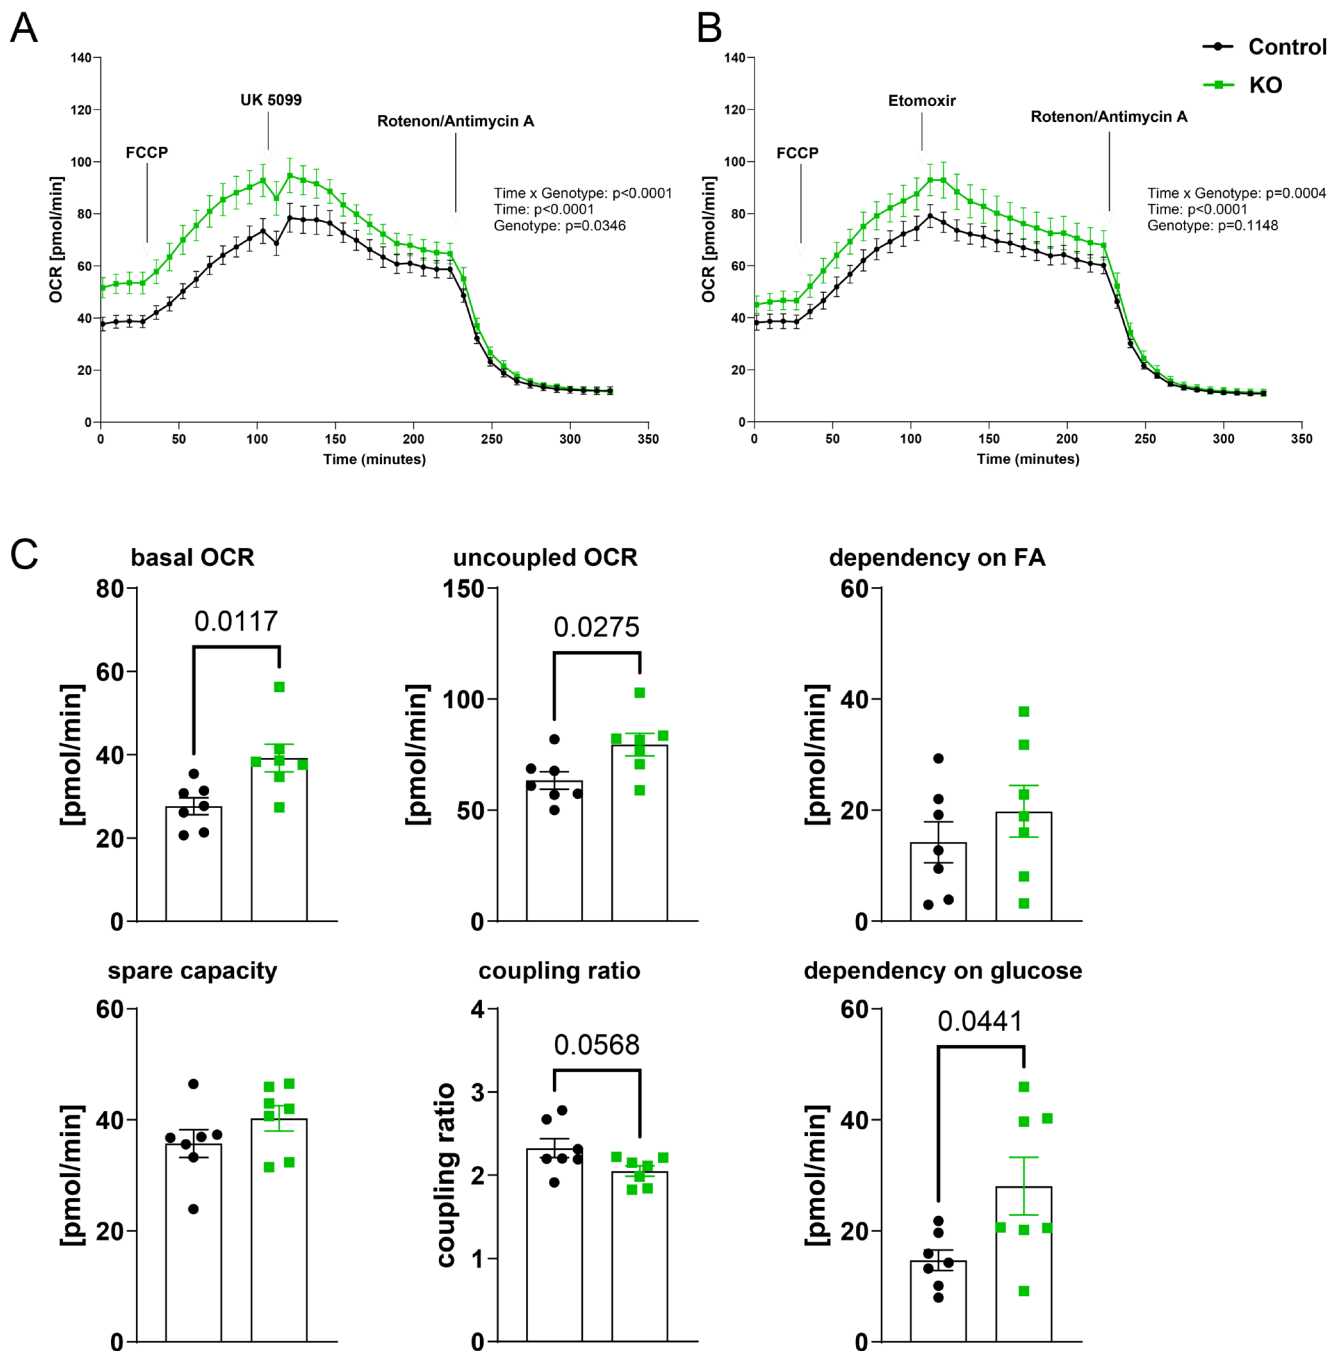 A
B
Control
KO
140
120
100
80
60
40
20
0
OCR [pmol/min]
FCCP
UK 5099
Rotenon/Antimycin A
Time x Genotype: p<0.0001
Time: p<0.0001
Genotype: p=0.0346
0 50 100 150 200 250 300 350
Time (minutes)
140
120
100
80
60
40
20
0
OCR [pmol/min]
FCCP
Etomoxir
Rotenon/Antimycin A
Time x Genotype: p=0.0004
Time: p<0.0001
Genotype: p=0.1148
0 50 100 150 200 250 300 350
Time (minutes)
C
basal OCR
80
60
40
20
0
[pmol/min]
0.0117
uncoupled OCR
150
100
50
0
[pmol/min]
0.0275
dependency on FA
60
40
20
0
[pmol/min]
spare capacity
60
40
20
0
[pmol/min]
coupling ratio
4
3
2
1
0
coupling ratio
0.0568
dependency on glucose
60
40
20
0
[pmol/min]
0.0441